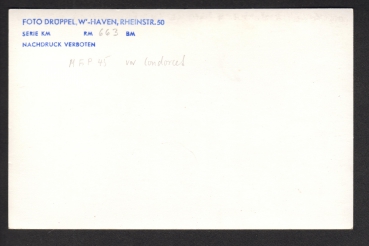 FOTO DRÜPPEL, W'-HAVEN, RHEINSTR. 50
SERIE KM RM 663 BM
NACHDRUCK VERBOTEN